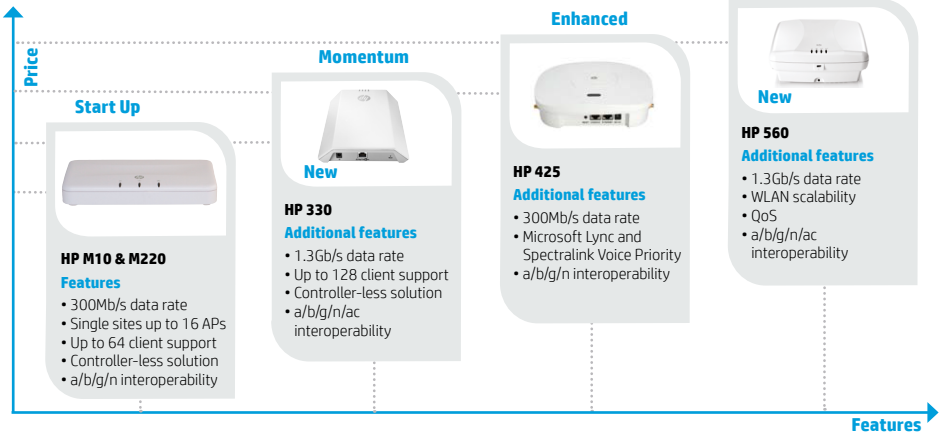 Price
Start Up
HP M10 & M220
Features
• 300Mb/s data rate
• Single sites up to 16 APs
• Up to 64 client support
• Controller-less solution
• a/b/g/n interoperability
Momentum
New
HP 330
Additional features
• 1.3Gb/s data rate
• Up to 128 client support
• Controller-less solution
• a/b/g/n/ac
interoperability
Enhanced
HP 425
Additional features
• 300Mb/s data rate
• Microsoft Lync and
Spectralink Voice Priority
• a/b/g/n interoperability
New
HP 560
Additional features
• 1.3Gb/s data rate
• WLAN scalability
• QoS
• a/b/g/n/ac
interoperability
Features